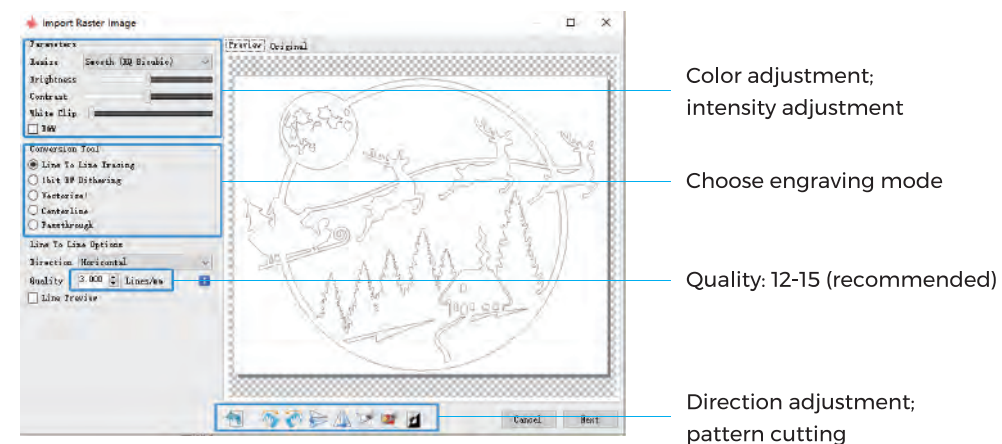 Import Raster Image
Parameters
Resize Smooth (HQ Bicubic)
Brightness
Contrast
White Clip
B&W
Conversion Tool
Line To Line Tracing
1bit BW Dithering
Vectorize!
Centerline
Passthrough
Line To Line Options
Direction Horizontal
Quality 3.000 Lines/mm
Line Preview
Preview Original
Cancel Next
Color adjustment;
intensity adjustment
Choose engraving mode
Quality: 12-15 (recommended)
Direction adjustment;
pattern cutting